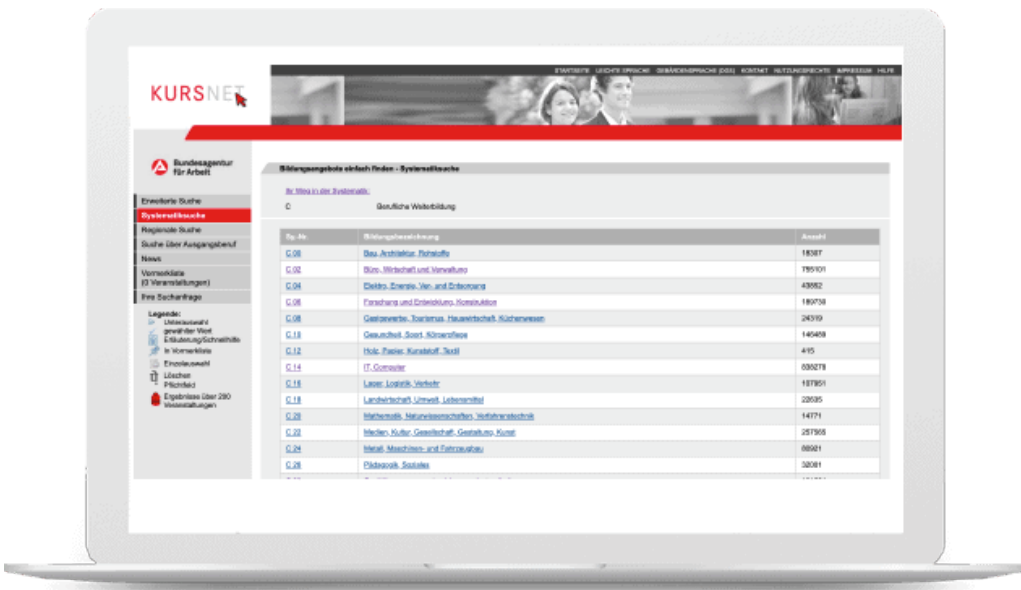 STARTSEITE LEICHTE SPRACHE GEBÄRDENSPRACHE (DGS) KONTAKT NUTZUNGSRECHTE IMPRESSUM HILFE
KURSNET
Bundesagentur
für Arbeit
Erweiterte Suche
Systematiksuche
Regionale Suche
Suche über Ausgangsberuf
News
Vormerkliste
(0 Veranstaltungen)
Ihre Suchanfrage
Legende:
Unterauswahl
gewählter Wert
Erläuterung/Schnellhilfe
In Vormerkliste
Einzelauswahl
Löschen
Pflichtfeld
Ergebnisse über 200
Veranstaltungen
Bildungsangebote einfach finden - Systematiksuche
Ihr Weg in der Systematik:
C Berufliche Weiterbildung
Sy.-Nr. Bildungsbezeichnung Anzahl
C 00 Bau, Architektur, Rohstoffe
C 02 Büro, Wirtschaft und Verwaltung
C 04 Elektro, Energie, Ver- und Entsorgung
C 06 Forschung und Entwicklung, Konstruktion 189730
C 08 Gastgewerbe, Tourismus, Hauswirtschaft, Küchenwesen 24319
C 10 Gesundheit, Sport, Körperpflege
C 12 Holz, Papier, Kunststoff, Textil 415
C 14 IT, Computer
C 16 Lager, Logistik, Verkehr 107951
C 18 Landwirtschaft, Umwelt, Lebensmittel
C 20 Mathematik, Naturwissenschaften, Verfahrenstechnik 14771
C 22 Medien, Kultur, Gesellschaft, Gestaltung, Kunst
C 24 Metall, Maschinen- und Fahrzeugbau
C 26 Pädagogik, Soziales